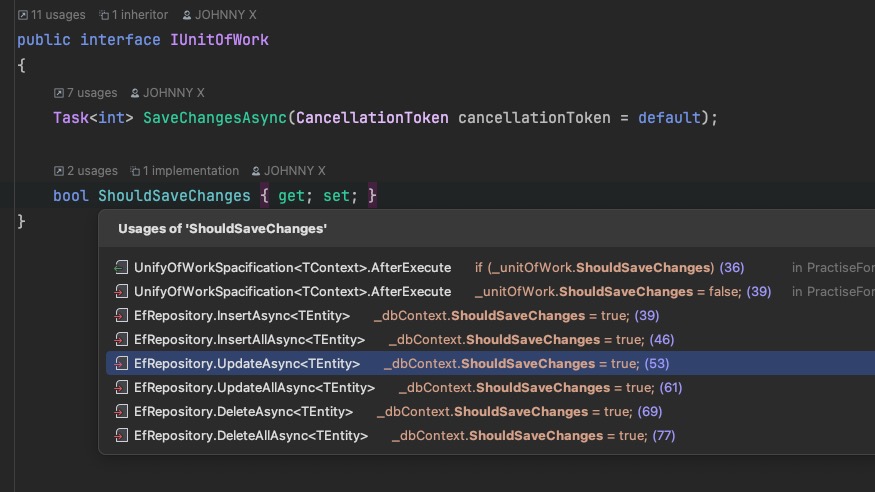 11 usages 1 inheritor JOHNNY X
public interface IUnitOfWork
{
7 usages JOHNNY X
Task<int> SaveChangesAsync(CancellationToken cancellationToken = default);
2 usages 1 implementation JOHNNY X
bool ShouldSaveChanges { get; set; }
}
Usages of 'ShouldSaveChanges'
UnifyOfWorkSpacification<TContext>.AfterExecute if (_unitOfWork.ShouldSaveChanges) (36) in PractiseFor
UnifyOfWorkSpacification<TContext>.AfterExecute _unitOfWork.ShouldSaveChanges = false; (39) in PractiseFor
EfRepository.InsertAsync<TEntity> _dbContext.ShouldSaveChanges = true; (39)
EfRepository.InsertAllAsync<TEntity> _dbContext.ShouldSaveChanges = true; (46)
EfRepository.UpdateAsync<TEntity> _dbContext.ShouldSaveChanges = true; (53)
EfRepository.UpdateAllAsync<TEntity> _dbContext.ShouldSaveChanges = true; (61)
EfRepository.DeleteAsync<TEntity> _dbContext.ShouldSaveChanges = true; (69)
EfRepository.DeleteAllAsync<TEntity> _dbContext.ShouldSaveChanges = true; (77)